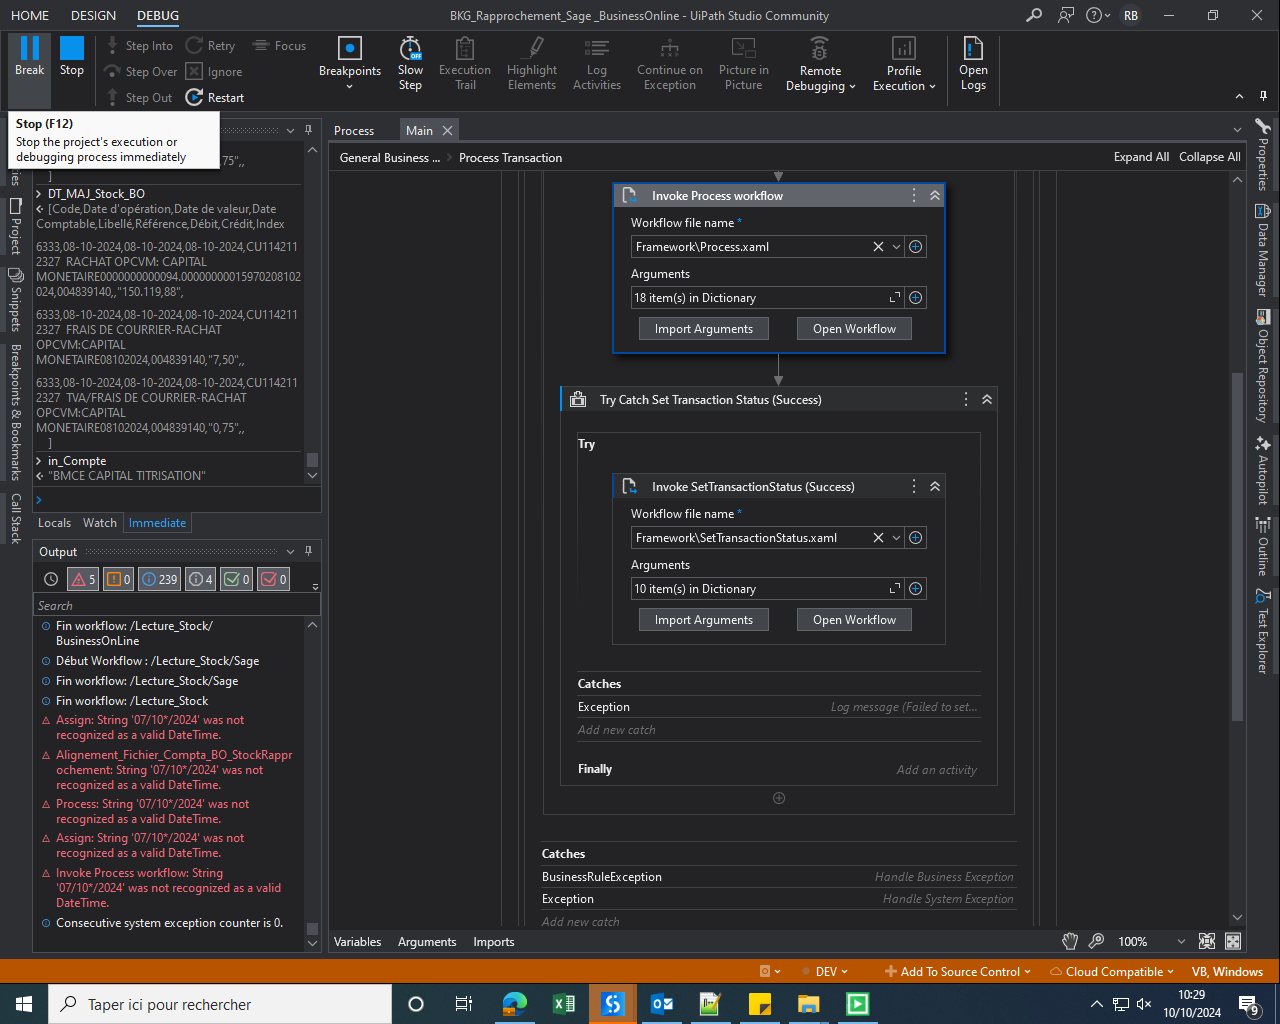 HOME
DESIGN
DEBUG
BKG_Rapprochement_Sage _BusinessOnline - UiPath Studio Community
RB
Break
Stop
Step Into
Step Over
Step Out
Retry
Ignore
Restart
Focus
Breakpoints
Slow
Step
OFF
Execution
Trail
Highlight
Elements
Log
Activities
Continue on
Exception
Picture in
Picture
Remote
Debugging
Profile
Execution
Open
Logs
Stop (F12)
Stop the project's execution or
debugging process immediately
75",,
]
DT_MAJ_Stock_BO
[Code,Date d'opération,Date de valeur,Date
Comptable,Libellé,Référence,Débit,Crédit,Index
6333,08-10-2024,08-10-2024,08-10-2024,CU114211
2327  RACHAT OPCVM: CAPITAL
MONETAIRE0000000000094.00000000015970208102
024,004839140,,"150.119,88",
6333,08-10-2024,08-10-2024,08-10-2024,CU114211
2327  FRAIS DE COURRIER-RACHAT
OPCVM:CAPITAL
MONETAIRE08102024,004839140,"7,50",,
6333,08-10-2024,08-10-2024,08-10-2024,CU114211
2327  TVA/FRAIS DE COURRIER-RACHAT
OPCVM:CAPITAL
MONETAIRE08102024,004839140,"0,75",,
]
in_Compte
"BMCE CAPITAL TITRISATION"
Locals
Watch
Immediate
Project
Snippets
Breakpoints & Bookmarks
Call Stack
Output
5
0
239
4
0
0
Search
Fin workflow: /Lecture_Stock/
BusinessOnLine
Début Workflow : /Lecture_Stock/Sage
Fin workflow: /Lecture_Stock/Sage
Fin workflow: /Lecture_Stock
Assign: String '07/10*/2024' was not
recognized as a valid DateTime.
Alignement_Fichier_Compta_BO_StockRappr
ochement: String '07/10*/2024' was not
recognized as a valid DateTime.
Process: String '07/10*/2024' was not
recognized as a valid DateTime.
Assign: String '07/10*/2024' was not
recognized as a valid DateTime.
Invoke Process workflow: String
'07/10*/2024' was not recognized as a valid
DateTime.
Consecutive system exception counter is 0.
Process
Main
General Business ...
Process Transaction
Expand All
Collapse All
Invoke Process workflow
Workflow file name *
Framework\Process.xaml
Arguments
18 item(s) in Dictionary
Import Arguments
Open Workflow
Try Catch Set Transaction Status (Success)
Try
Invoke SetTransactionStatus (Success)
Workflow file name *
Framework\SetTransactionStatus.xaml
Arguments
10 item(s) in Dictionary
Import Arguments
Open Workflow
Catches
Exception
Log message (Failed to set...
Add new catch
Finally
Add an activity
Catches
BusinessRuleException
Handle Business Exception
Exception
Handle System Exception
Add new catch
Variables
Arguments
Imports
100%
Properties
Data Manager
Object Repository
Autopilot
Outline
Test Explorer
DEV
Add To Source Control
Cloud Compatible
VB, Windows
Taper ici pour rechercher
10:29
10/10/2024
9